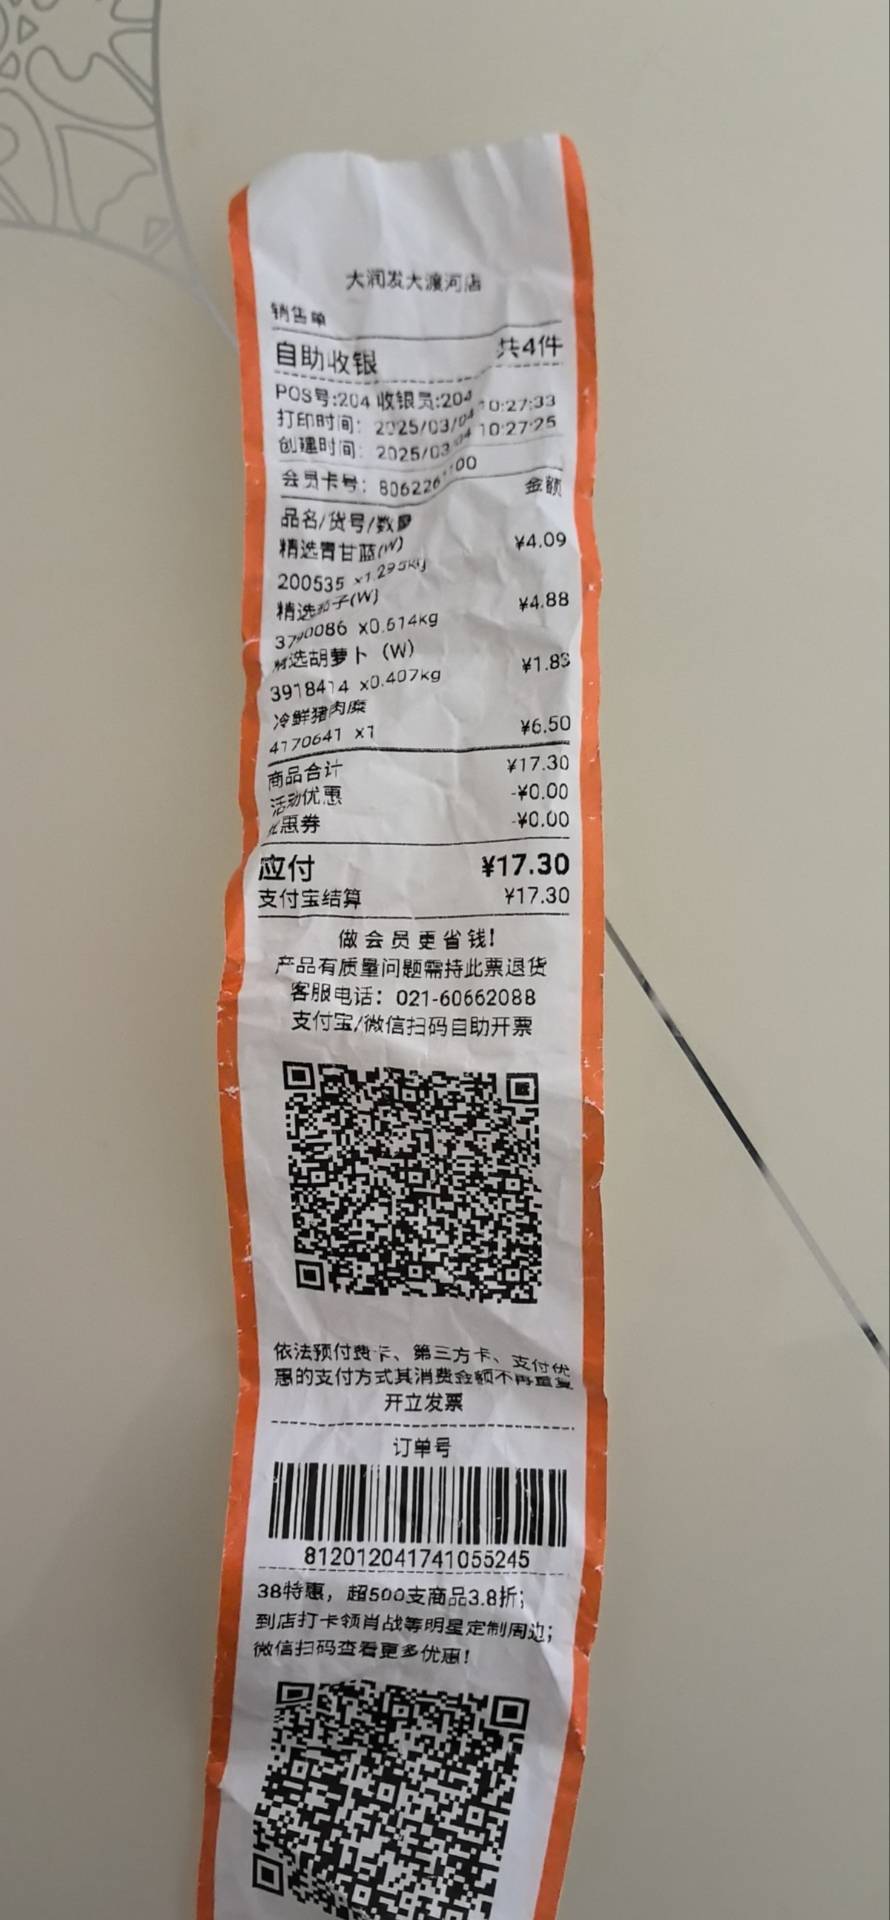 大润发大渡河店
销售单
自助收银 共4件
POS号:204 收银员:204
打印时间: 2025/03/04 10:27:33
创建时间: 2025/03/04 10:27:25
会员卡号: 806226**00
品名/货号/数量 金额
精选青甘蓝(W)
200535 x1.295kg ¥4.09
精选茄子(W)
3790086 x0.614kg ¥4.88
精选胡萝卜 (W)
3918414 x0.407kg ¥1.83
冷鲜猪肉糜
4170641 x1 ¥6.50
商品合计 ¥17.30
活动优惠 -¥0.00
优惠券 -¥0.00
应付 ¥17.30
支付宝结算 ¥17.30
做会员更省钱!
产品有质量问题需持此票退货
客服电话: 021-60662088
支付宝/微信扫码自助开票
依法预付费卡、第三方卡、支付优
惠的支付方式其消费金额不再重复
开立发票
订单号
812012041741055245
38特惠, 超500支商品3.8折;
到店打卡领肖战等明星定制周边;
微信扫码查看更多优惠!